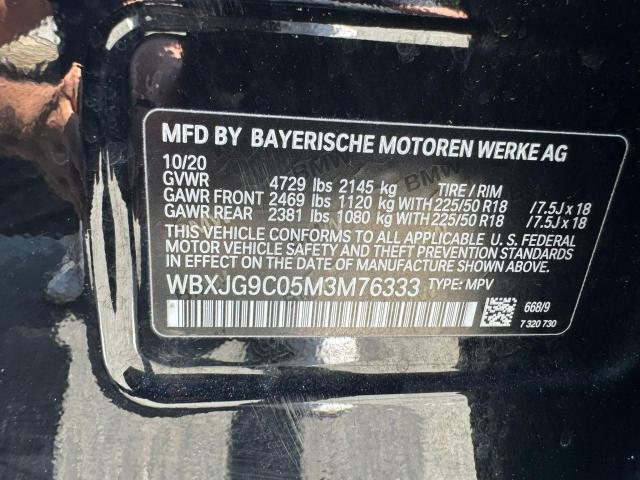 MFD BY BAYERISCHE MOTOREN WERKE AG
10/20
GVWR 4729 lbs 2145 kg TIRE / RIM
GAWR FRONT 2469 lbs 1120 kg WITH 225/50 R18 /7.5J x 18
GAWR REAR 2381 lbs 1080 kg WITH 225/50 R18 /7.5J x 18
THIS VEHICLE CONFORMS TO ALL APPLICABLE U.S. FEDERAL
MOTOR VEHICLE SAFETY AND THEFT PREVENTION STANDARDS
IN EFFECT ON THE DATE OF MANUFACTURE SHOWN ABOVE.
WBXJG9C05M3M76333 TYPE: MPV
668/9
7 320 730